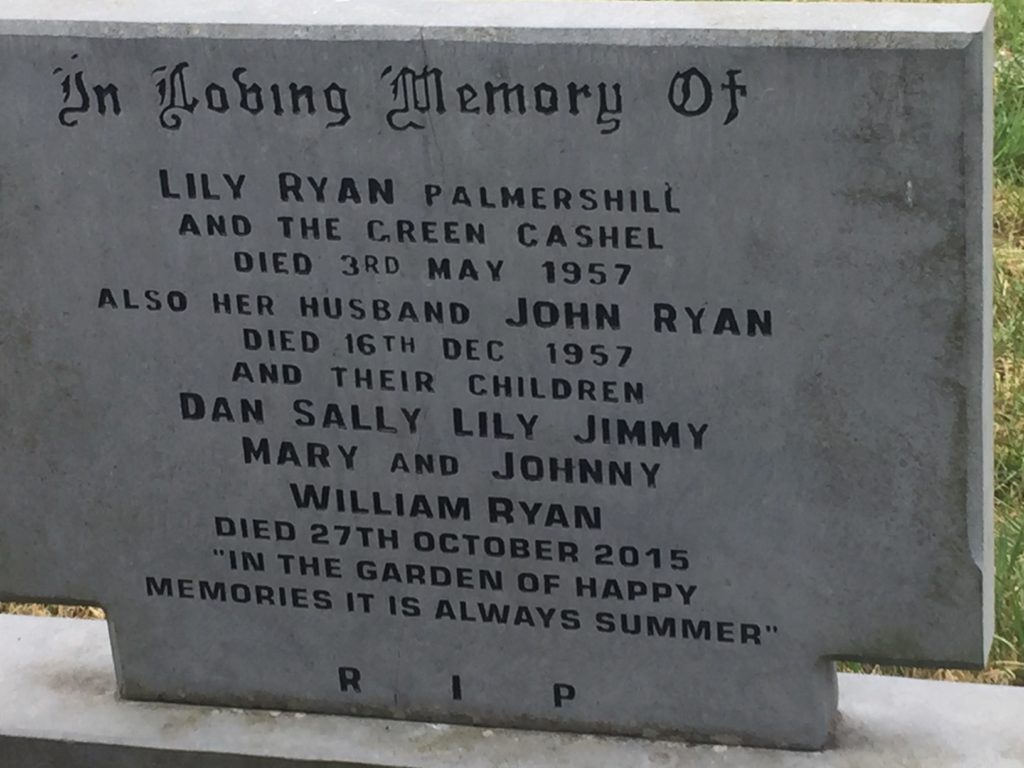 In Loving Memory Of
LILY RYAN PALMERSHILL
AND THE GREEN CASHEL
DIED 3RD MAY 1957
ALSO HER HUSBAND JOHN RYAN
DIED 16TH DEC 1957
AND THEIR CHILDREN
DAN SALLY LILY JIMMY
MARY AND JOHNNY
WILLIAM RYAN
DIED 27TH OCTOBER 2015
"IN THE GARDEN OF HAPPY
MEMORIES IT IS ALWAYS SUMMER"
R I P